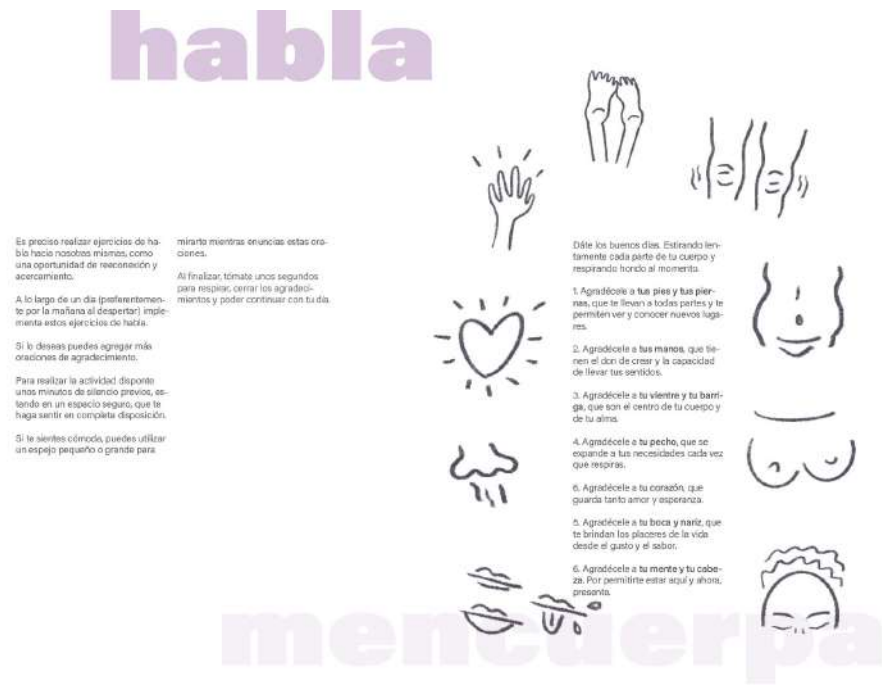 habla
Es preciso realizar ejercicios de ha-
bla hacia nosotras mismas, como
una oportunidad de reeconexión y
acercamiento.
A lo largo de un día (preferentemen-
te por la mañana al despertar) imple-
menta estos ejercicios de habla.
Si lo deseas puedes agregar más
oraciones de agradecimiento.
Para realizar la actividad disponte
unos minutos de silencio previos, es-
tando en un espacio seguro, que te
haga sentir en completa disposición.
Si te sientes cómoda, puedes utilizar
un espejo pequeño o grande para
mirarte mientras enuncias estas ora-
ciones.
Al finalizar, tómate unos segundos
para respirar, cerrar los agradeci-
mientos y poder continuar con tu día.
Dáte los buenos días. Estirando len-
tamente cada parte de tu cuerpo y
respirando hondo al momento.
1. Agradécele a tus pies y tus pier-
nas, que te llevan a todas partes y te
permiten ver y conocer nuevos luga-
res.
2. Agradécele a tus manos, que tie-
nen el don de crear y la capacidad
de llevar tus sentidos.
3. Agradécele a tu vientre y tu barri-
ga, que son el centro de tu cuerpo y
de tu alma.
4. Agradécele a tu pecho, que se
expande a tus necesidades cada vez
que respiras.
6. Agradécele a tu corazón, que
guarda tanto amor y esperanza.
5. Agradécele a tu boca y nariz, que
te brindan los placeres de la vida
desde el gusto y el sabor.
6. Agradécele a tu mente y tu cabe-
za. Por permitirte estar aquí y ahora,
presente.
mencuerpa